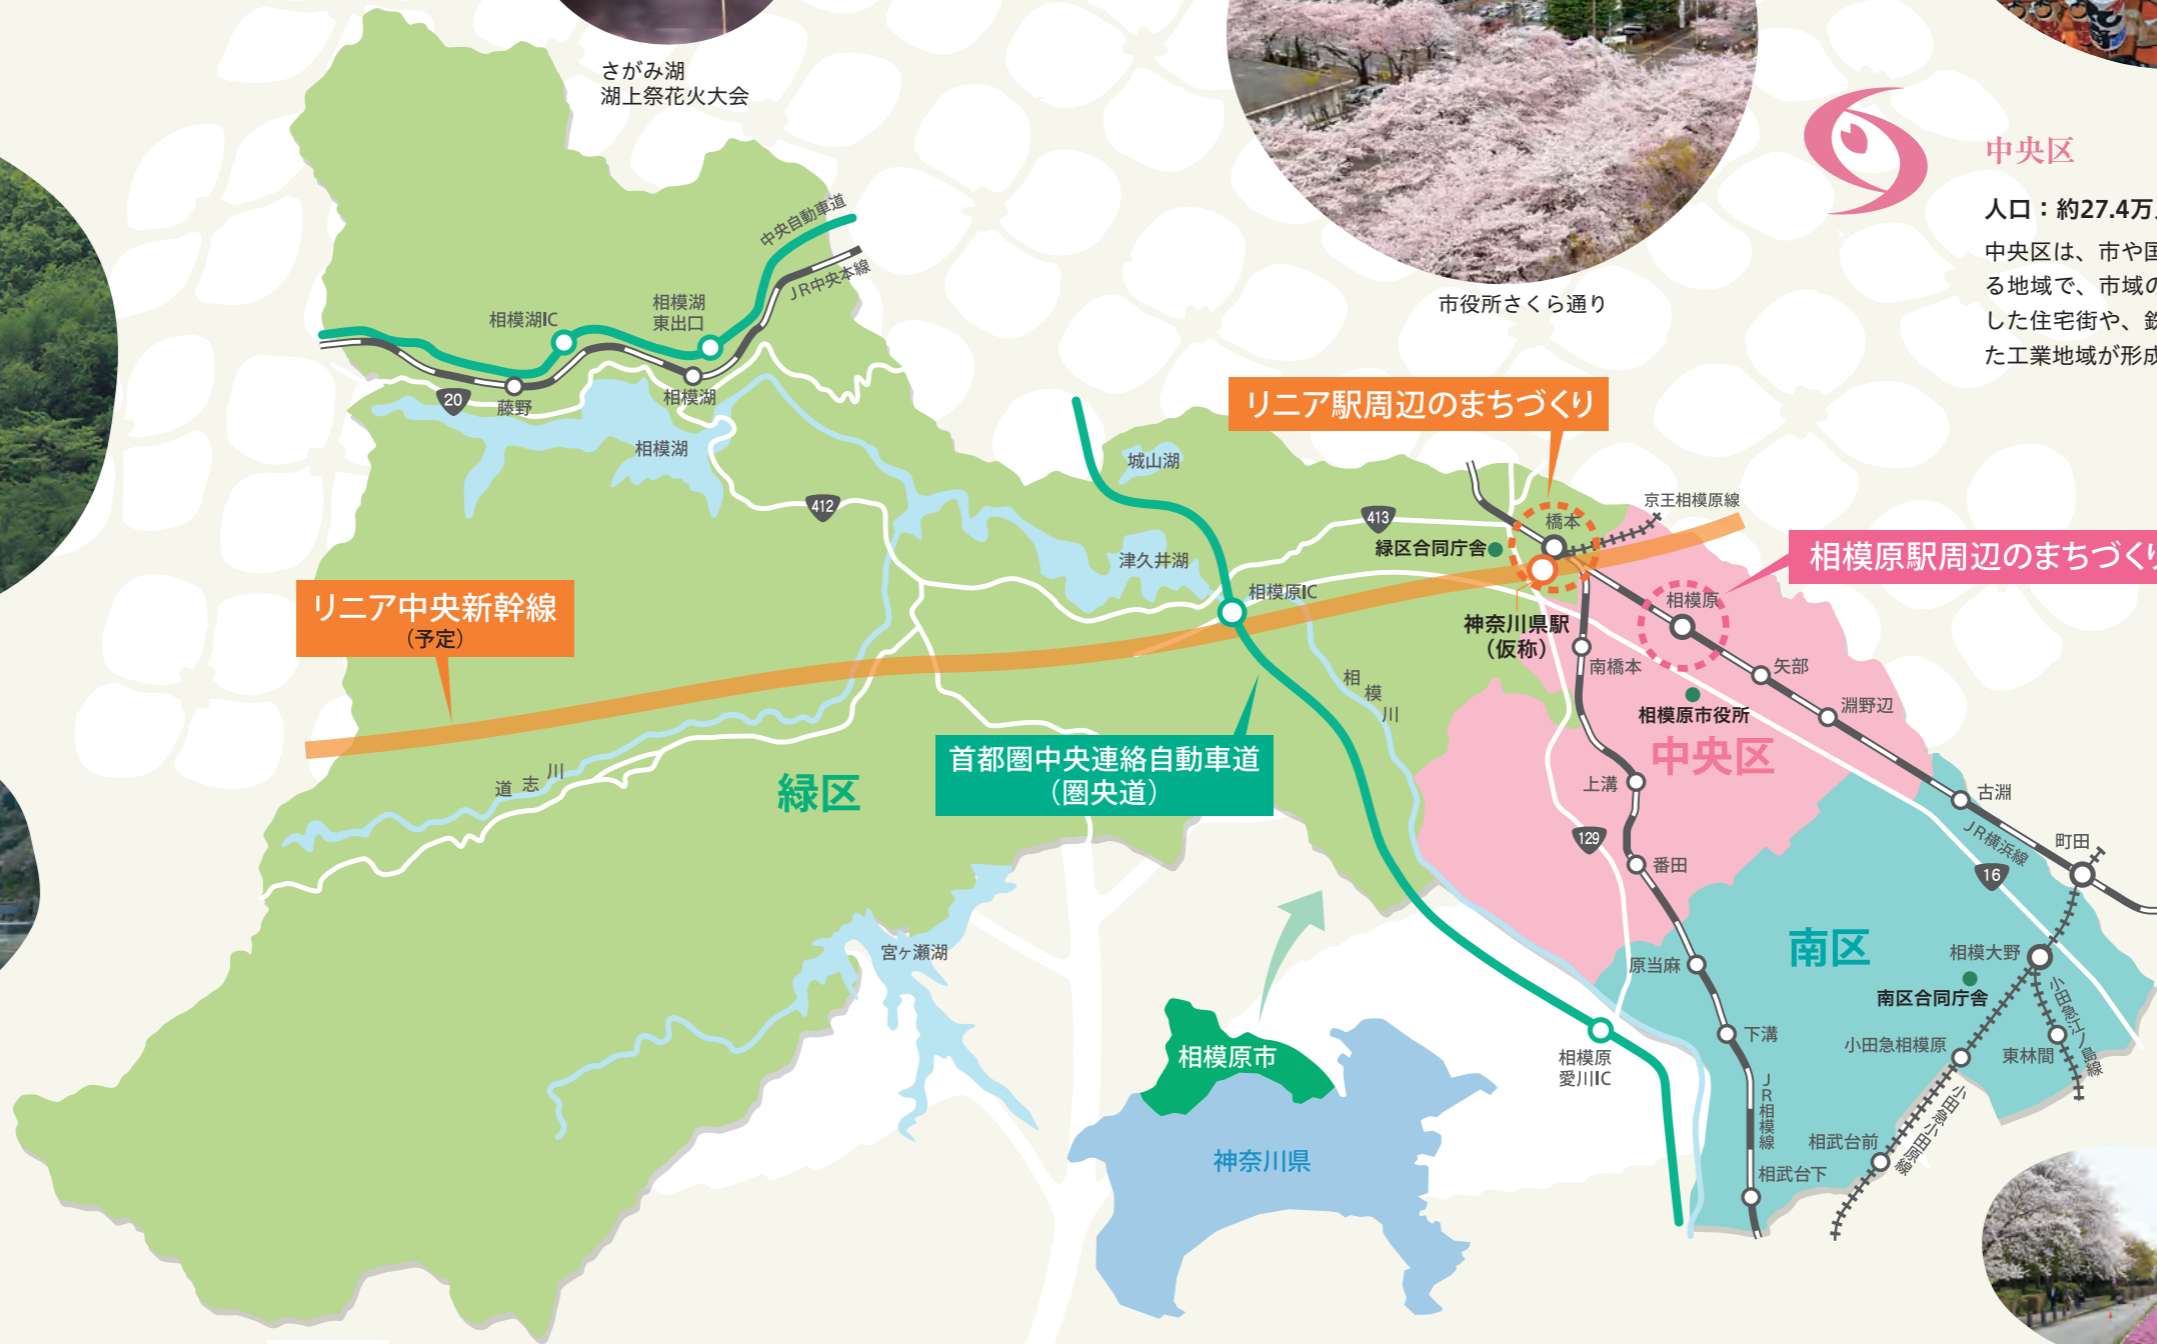 さがみ湖
湖上祭花火大会
市役所さくら通り
中央区
人口：約27.4万
中央区は、市や国
る地域で、市域の
した住宅街や、鉄
た工業地域が形成
中央自動車道
JR中央本線
相模湖IC
相模湖
東出口
20
藤野
相模湖
相模湖
412
城山湖
津久井湖
リニア駅周辺のまちづくり
413
橋本
京王相模原線
緑区合同庁舎
相模原駅周辺のまちづくり
相模原IC
相模原
神奈川県駅
（仮称）
南橋本
矢部
相模原市役所
淵野辺
中央区
リニア中央新幹線
（予定）
相模川
首都圏中央連絡自動車道
（圏央道）
道志川
緑区
上溝
古淵
JR横浜線
町田
129
番田
16
宮ヶ瀬湖
南区
相模大野
原当麻
南区合同庁舎
小田急江ノ島線
下溝
小田急相模原
東林間
相模原市
相模原
愛川IC
JR相模線
小田急小田原線
相武台前
神奈川県
相武台下